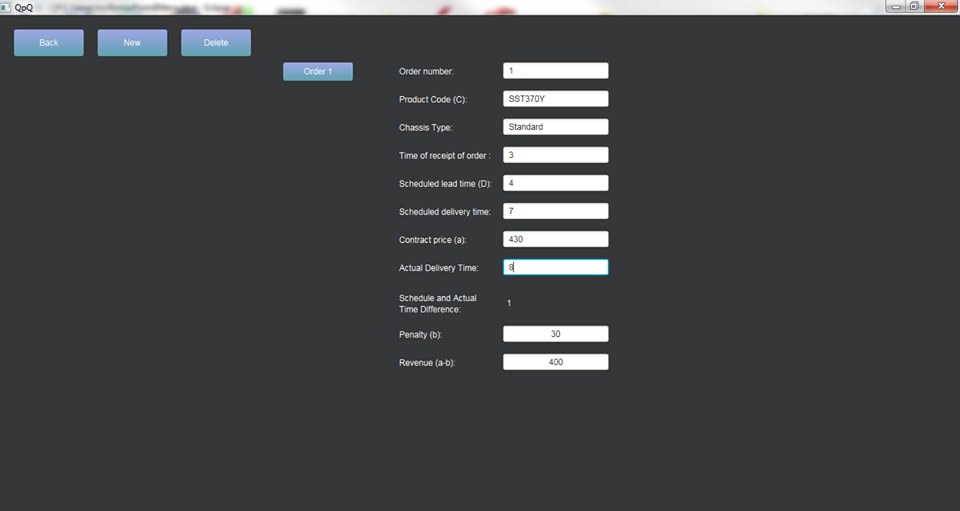 QpQ
Back New Delete
Order 1
Order number: 1
Product Code (C): SST370Y
Chassis Type: Standard
Time of receipt of order : 3
Scheduled lead time (D): 4
Scheduled delivery time: 7
Contract price (a): 430
Actual Delivery Time: 8
Schedule and Actual
Time Difference: 1
Penalty (b): 30
Revenue (a-b): 400